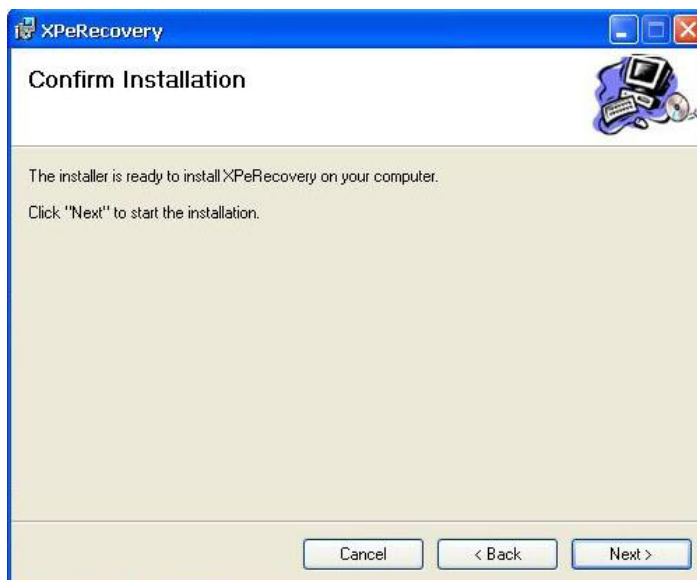 XPeRecovery
Confirm Installation
The installer is ready to install XPeRecovery on your computer.
Click "Next" to start the installation.
Cancel
< Back
Next >